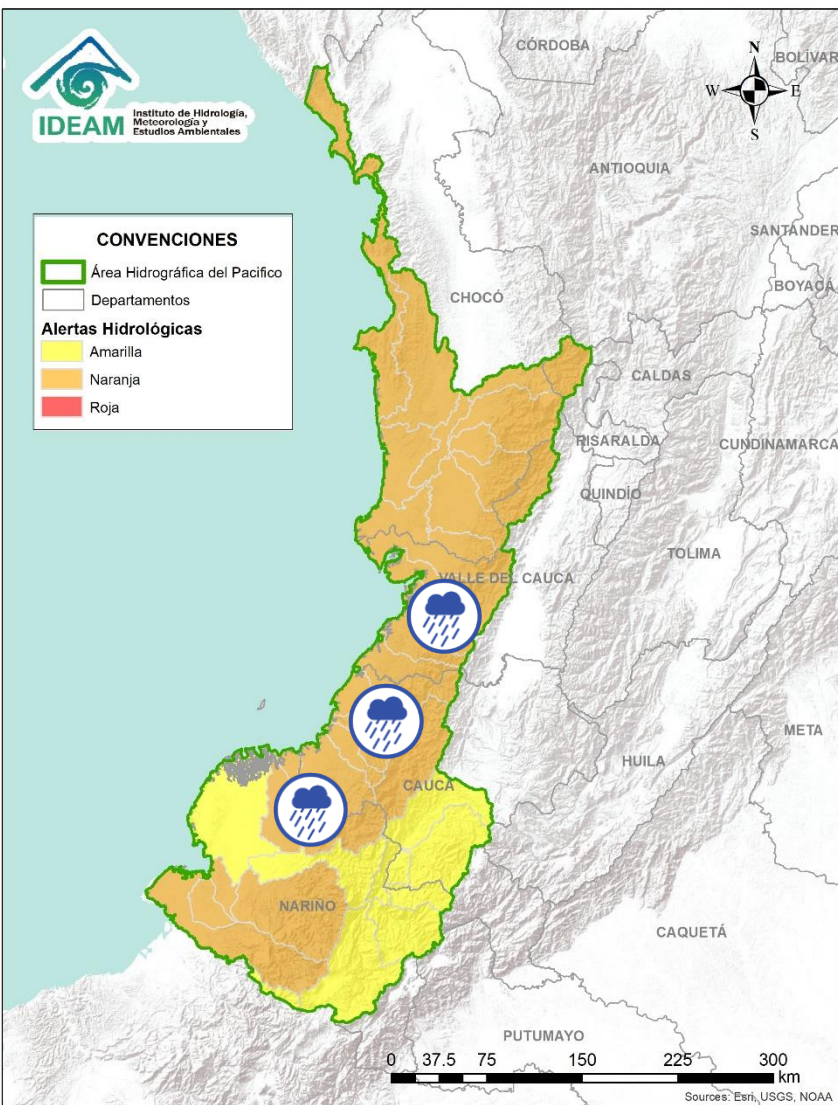 CÓRDOBA
BOLÍVAR
N
W E
S
IDEAM
Instituto de Hidrología,
Meteorología y
Estudios Ambientales
ANTIOQUIA
SANTANDER
BOYACÁ
CONVENCIONES
Área Hidrográfica del Pacifico
Departamentos
Alertas Hidrológicas
Amarilla
Naranja
Roja
CHOCÓ
CALDAS
RISARALDA
CUNDINAMARCA
QUINDÍO
TOLIMA
VALLE DEL CAUCA
META
HUILA
CAUCA
NARIÑO
CAQUETÁ
PUTUMAYO
0 37.5 75 150 225 300
km
Sources: Esri, USGS, NOAA